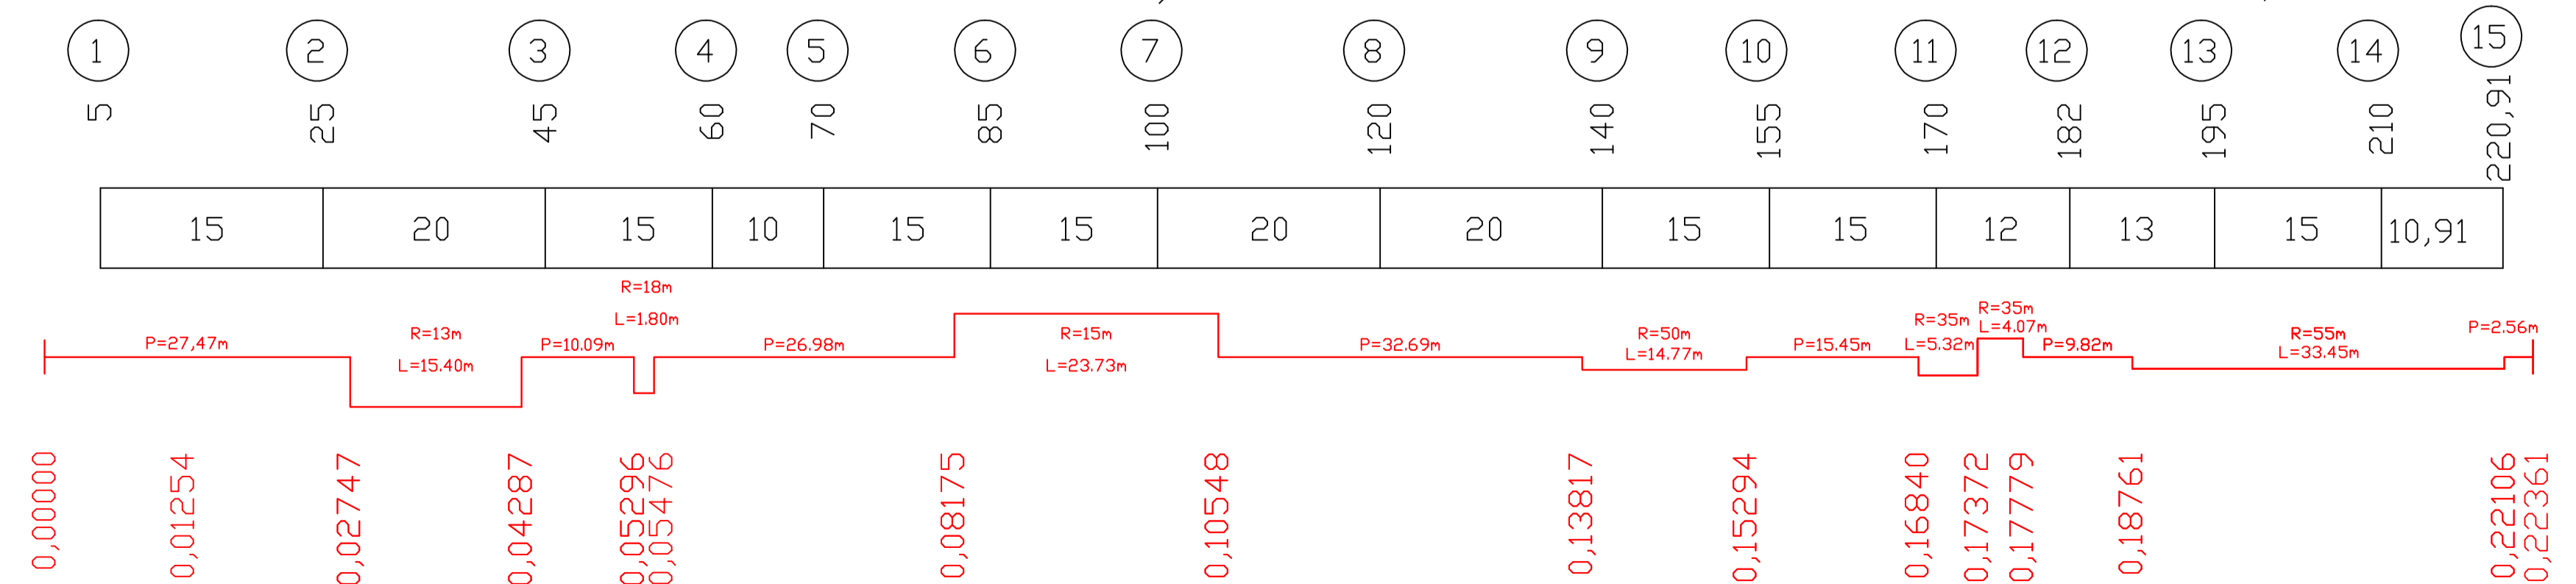 1 2 3 4 5 6 7 8 9 10 11 12 13 14 15
5 25 45 60 70 85 100 120 140 155 170 182 195 210 220,91
15 20 15 10 15 15 20 20 15 15 12 13 15 10,91
R=18m
L=1.80m
P=27,47m
R=13m
L=15.40m
P=10.09m
P=26.98m
R=15m
L=23.73m
P=32.69m
R=50m
L=14.77m
P=15.45m
R=35m
L=5.32m
R=35m
L=4.07m
P=9.82m
R=55m
L=33.45m
P=2.56m
0,00000 0,01254 0,02747 0,04287 0,05296 0,05476 0,08175 0,10548 0,13817 0,15294 0,16840 0,17372 0,17779 0,18761 0,22106 0,22361